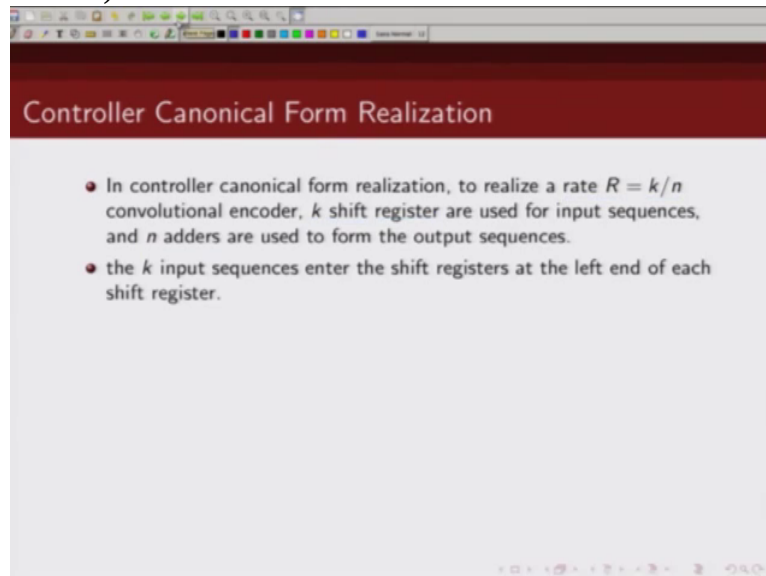 Controller Canonical Form Realization
In controller canonical form realization, to realize a rate R = k/n
convolutional encoder, k shift register are used for input sequences,
and n adders are used to form the output sequences.
the k input sequences enter the shift registers at the left end of each
shift register.